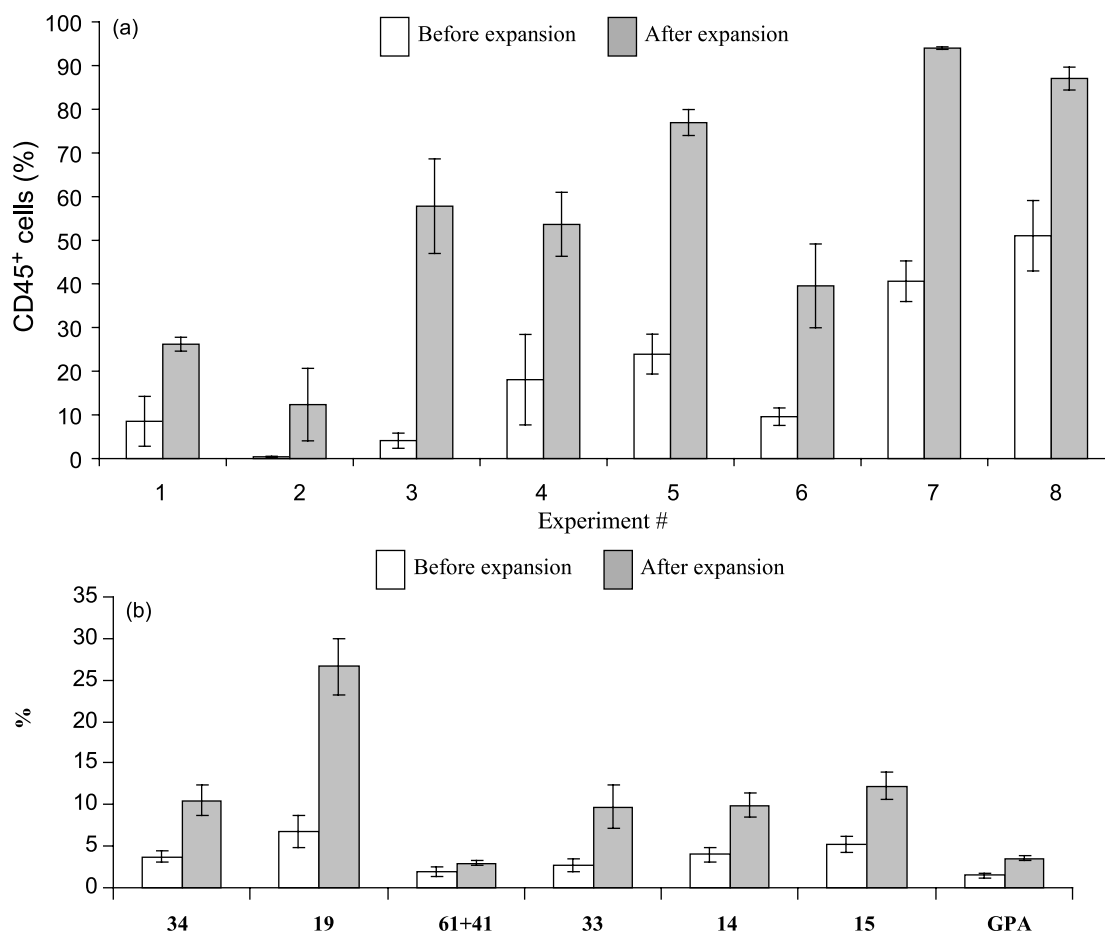 (a)
Before expansion After expansion
100
90
80
70
60
50
40
30
20
10
0
CD45⁺ cells (%)
1 2 3 4 5 6 7 8
Experiment #
Before expansion After expansion
(b)
35
30
25
20
15
10
5
0
%
34 19 61+41 33 14 15 GPA